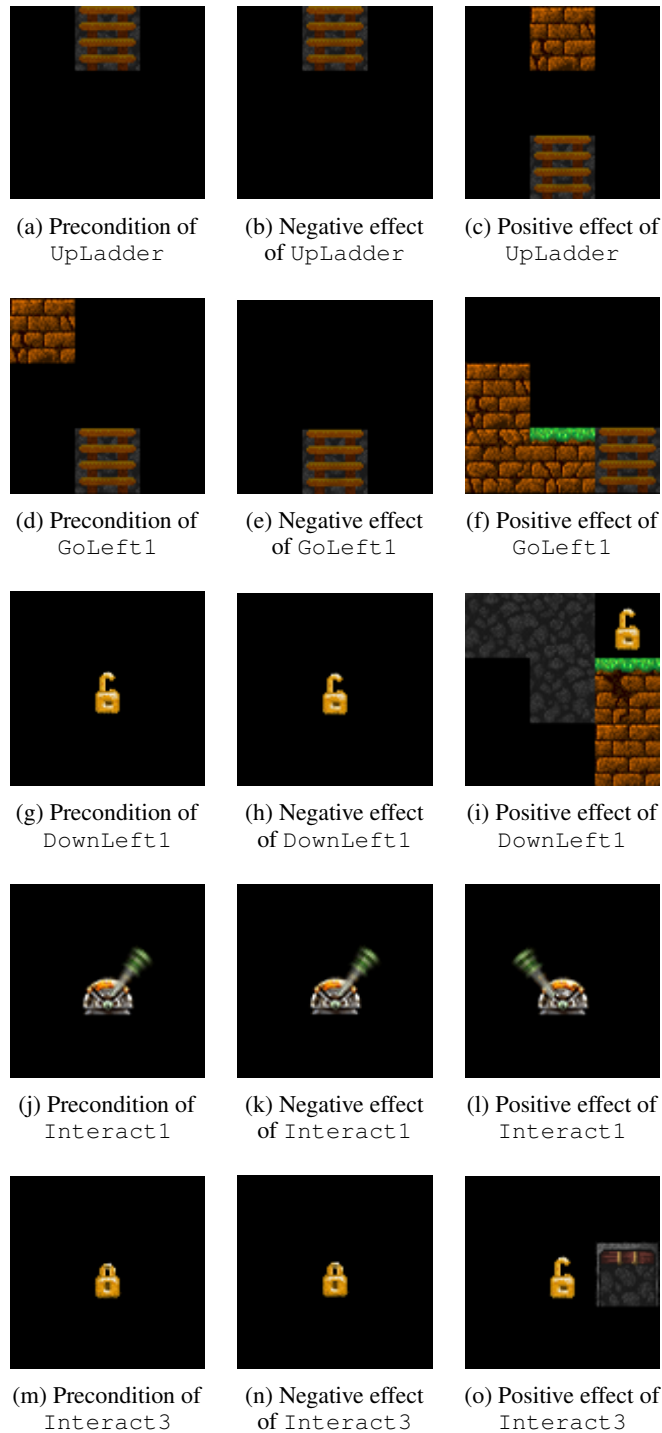 (a) Precondition of
UpLadder
(b) Negative effect
of UpLadder
(c) Positive effect of
UpLadder
(d) Precondition of
GoLeft1
(e) Negative effect
of GoLeft1
(f) Positive effect of
GoLeft1
(g) Precondition of
DownLeft1
(h) Negative effect
of DownLeft1
(i) Positive effect of
DownLeft1
(j) Precondition of
Interact1
(k) Negative effect
of Interact1
(l) Positive effect of
Interact1
(m) Precondition of
Interact3
(n) Negative effect
of Interact3
(o) Positive effect of
Interact3